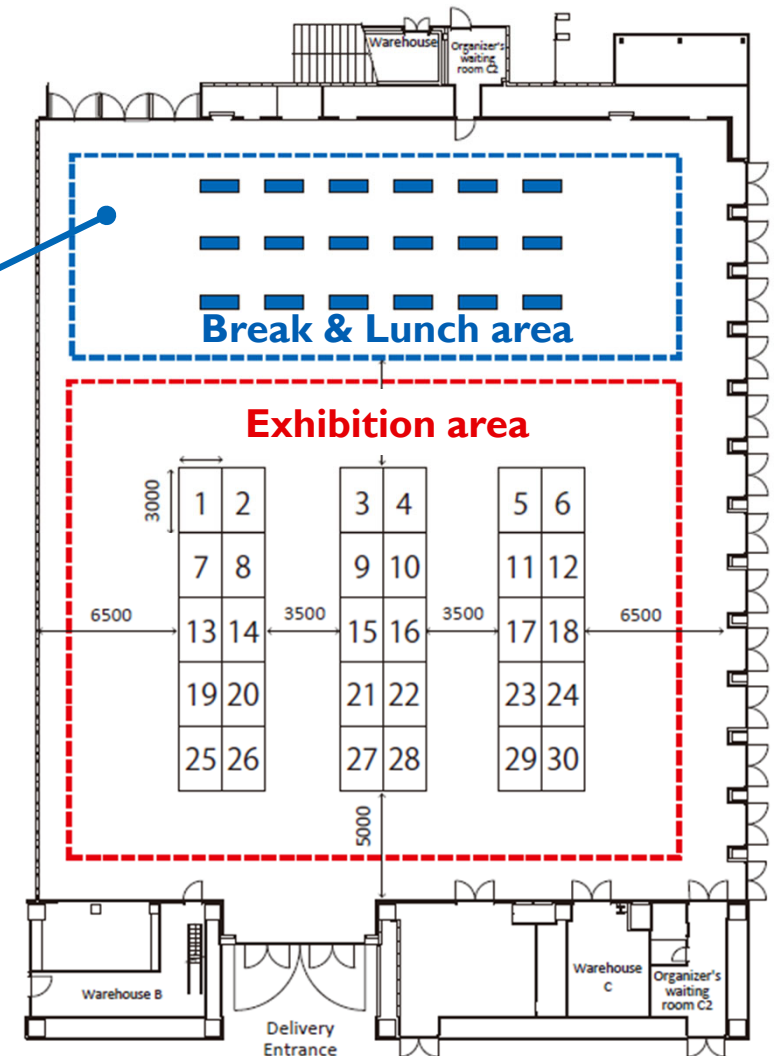 Warehouse
Organizer's
waiting
room C2
Break & Lunch area
Exhibition area
3000
1 2 3 4 5 6
7 8 9 10 11 12
6500 3500 3500 6500
13 14 15 16 17 18
19 20 21 22 23 24
25 26 27 28 29 30
5000
Warehouse B
Delivery
Entrance
Warehouse
C
Organizer's
waiting
room C2